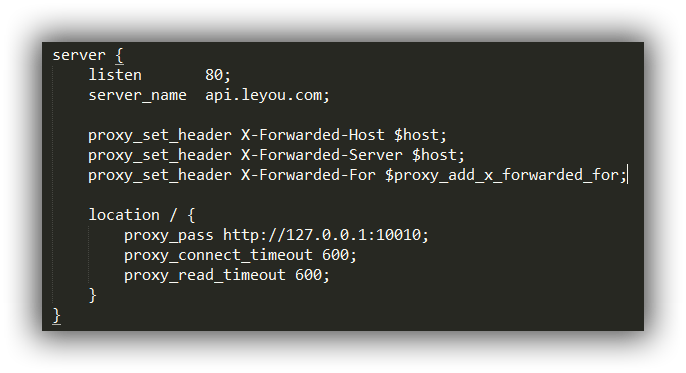 server {
    listen       80;
    server_name  api.leyou.com;

    proxy_set_header X-Forwarded-Host $host;
    proxy_set_header X-Forwarded-Server $host;
    proxy_set_header X-Forwarded-For $proxy_add_x_forwarded_for;

    location / {
        proxy_pass http://127.0.0.1:10010;
        proxy_connect_timeout 600;
        proxy_read_timeout 600;
    }
}